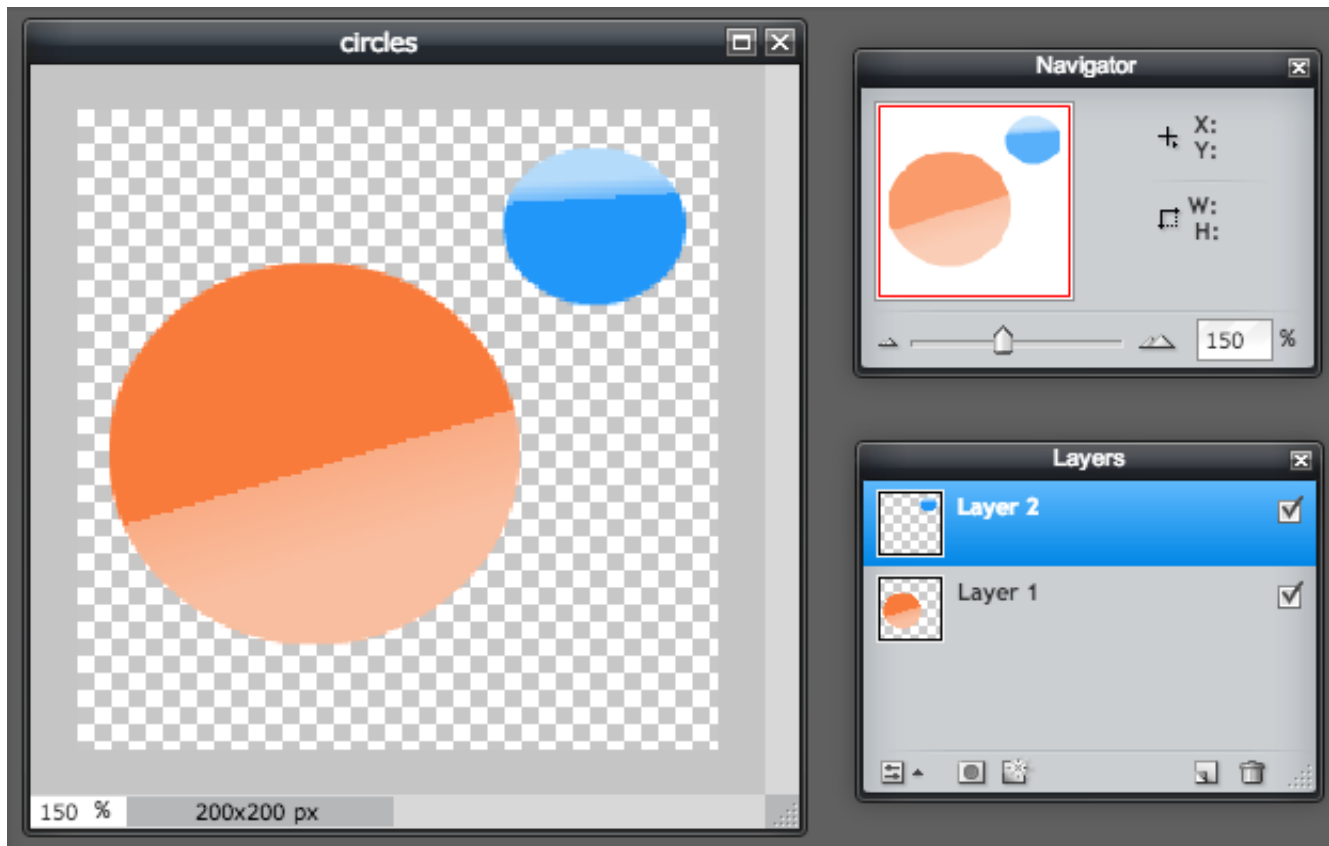 circles
150 %
200x200 px
Navigator
X:
Y:
W:
H:
150 %
Layers
Layer 2
Layer 1